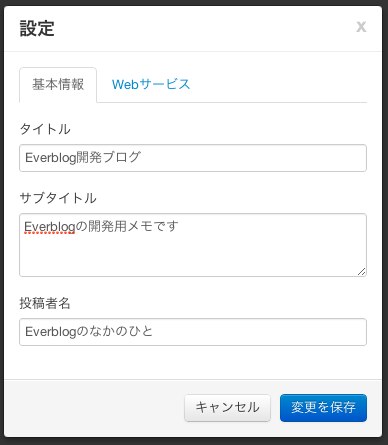 設定
x
基本情報
Webサービス
タイトル
Everblog開発ブログ
サブタイトル
Everblogの開発用メモです
投稿者名
Everblogのなかのひと
キャンセル
変更を保存